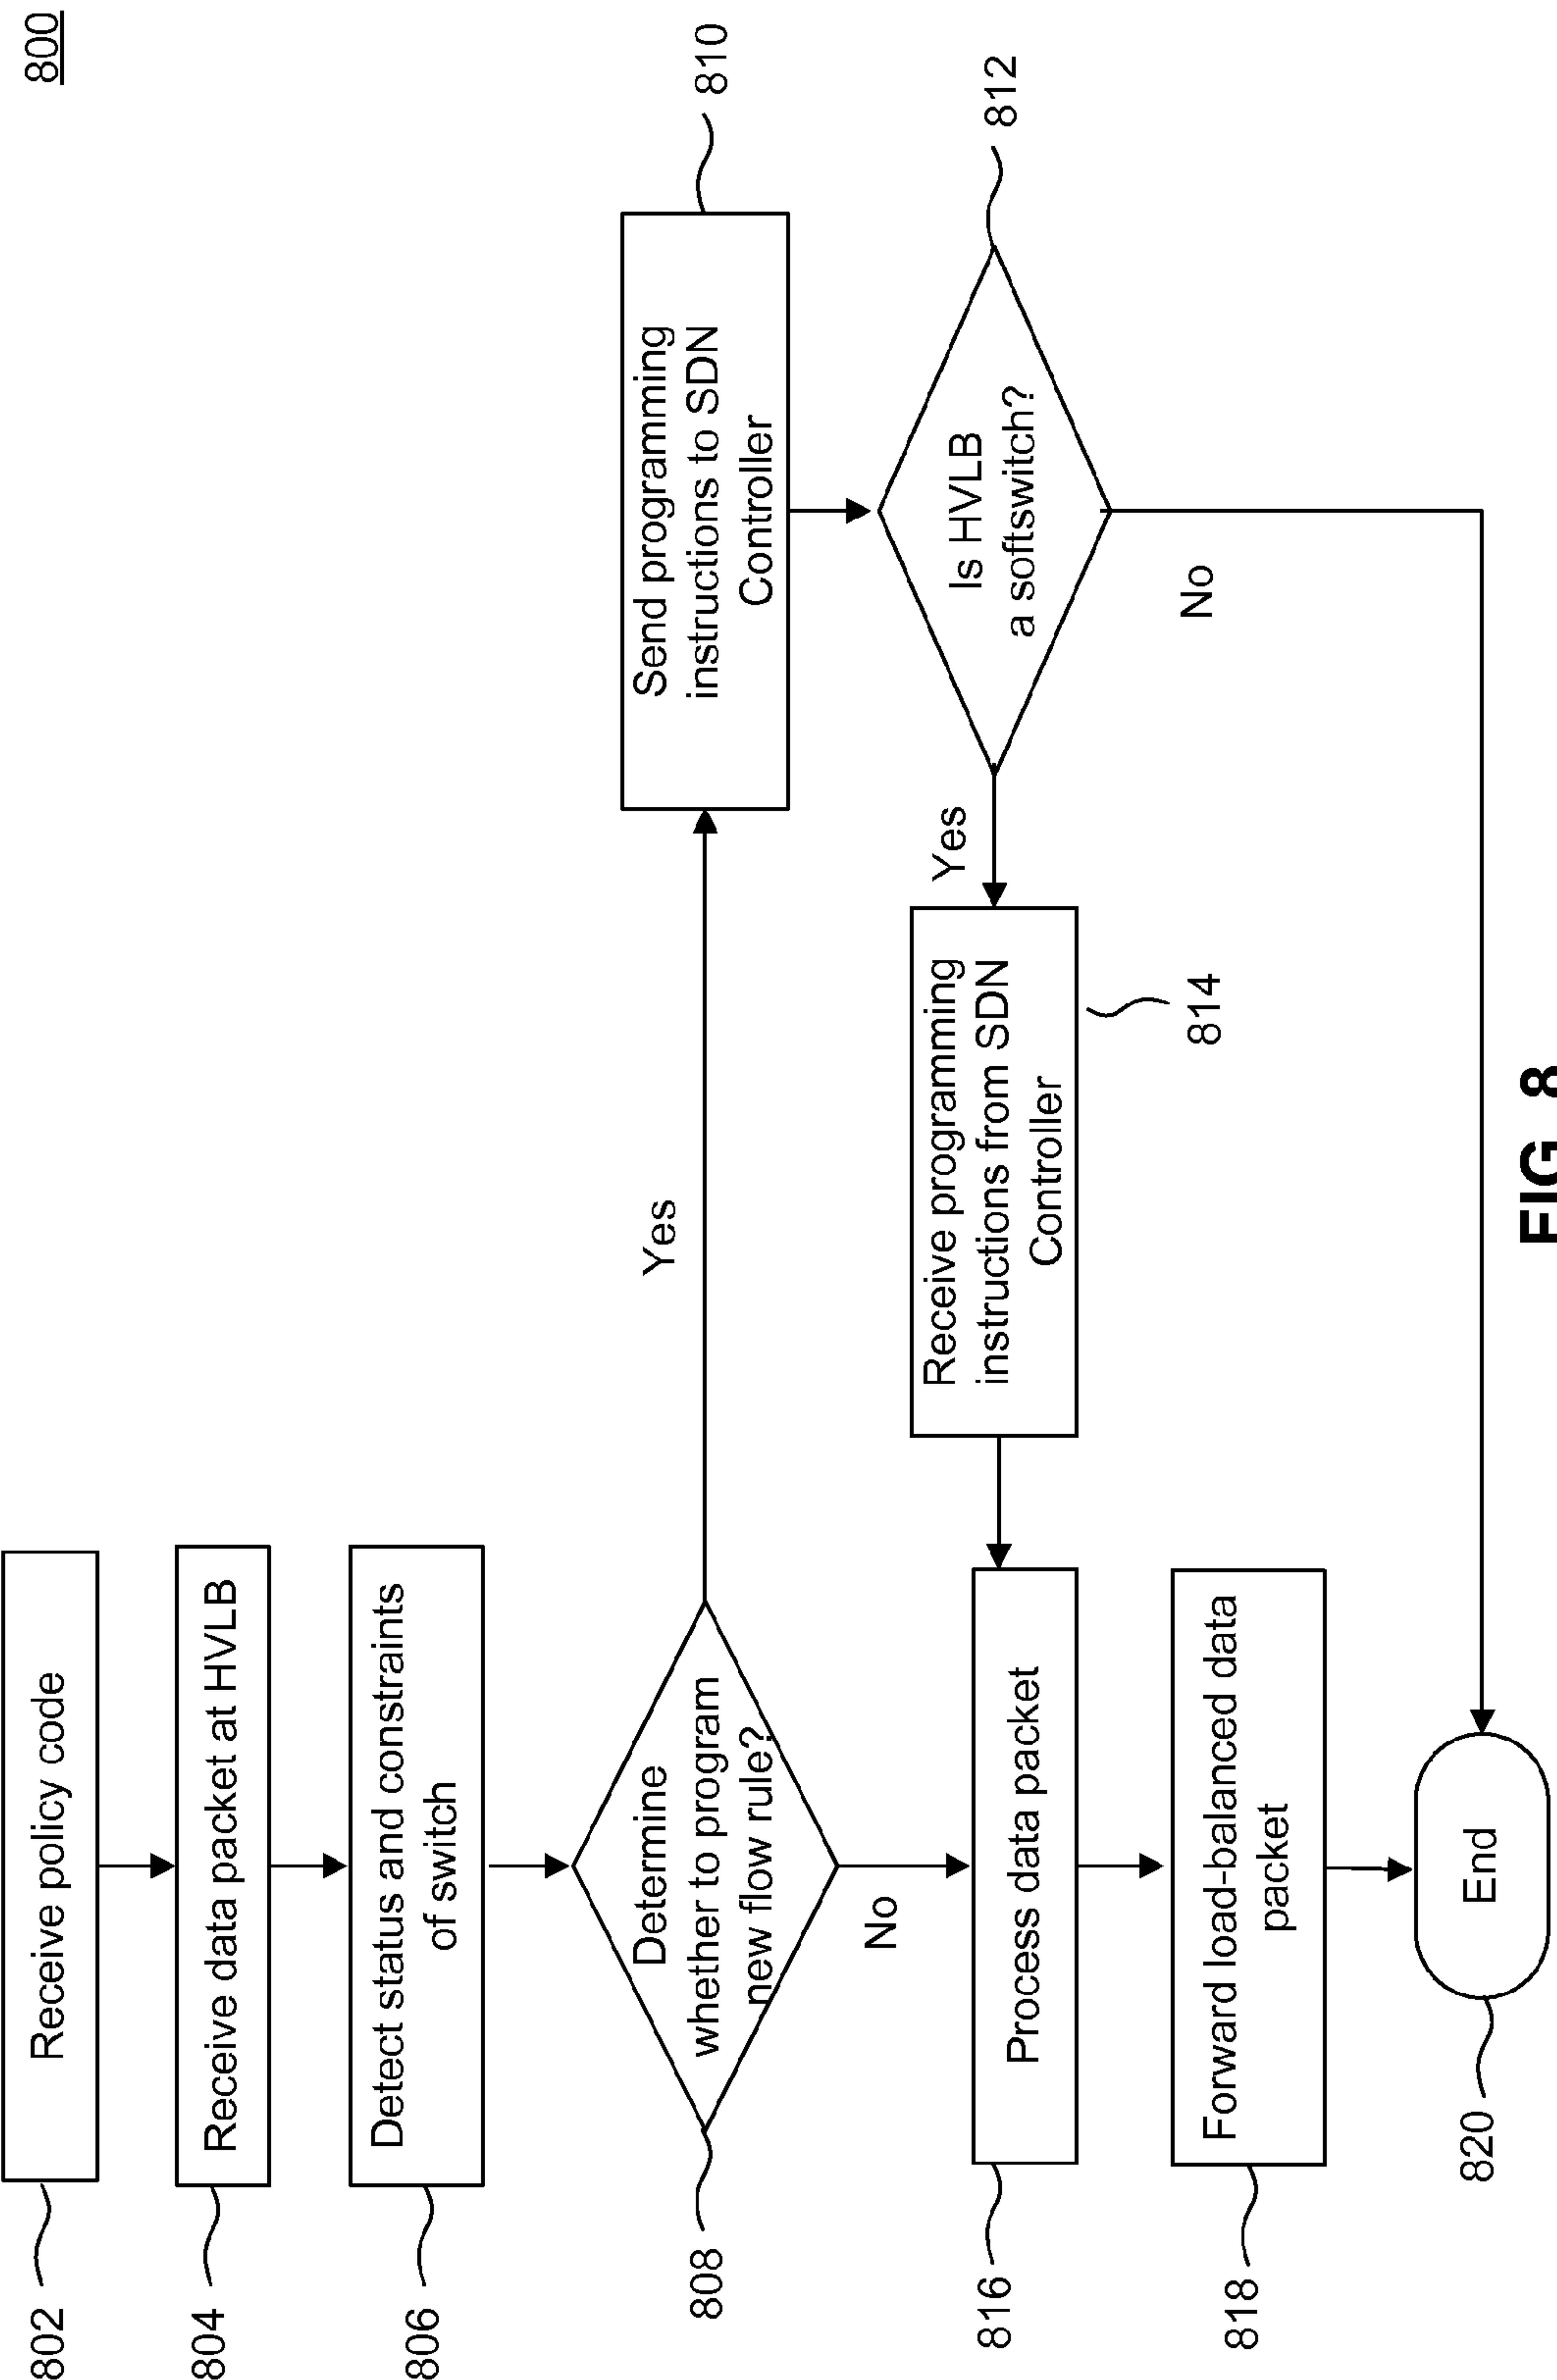 800
802
Receive policy code
804
Receive data packet at HVLB
806
Detect status and constraints
of switch
808
Determine
whether to program
new flow rule?
Yes
No
Send programming
instructions to SDN
Controller
810
Is HVLB
a softswitch?
812
Yes
No
Receive programming
instructions from SDN
Controller
814
816
Process data packet
818
Forward load-balanced data
packet
820
End
FIG. 8